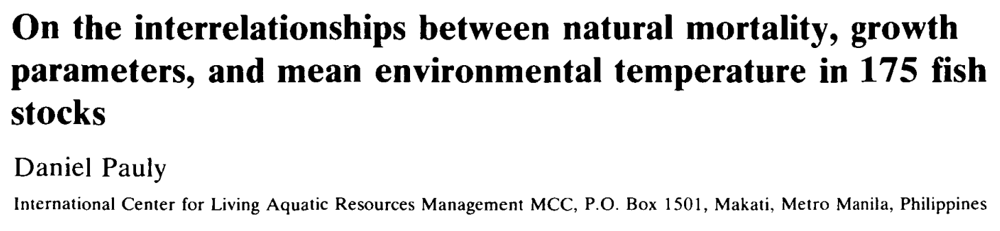 On the interrelationships between natural mortality, growth
parameters, and mean environmental temperature in 175 fish
stocks
Daniel Pauly
International Center for Living Aquatic Resources Management MCC, P.O. Box 1501, Makati, Metro Manila, Philippines